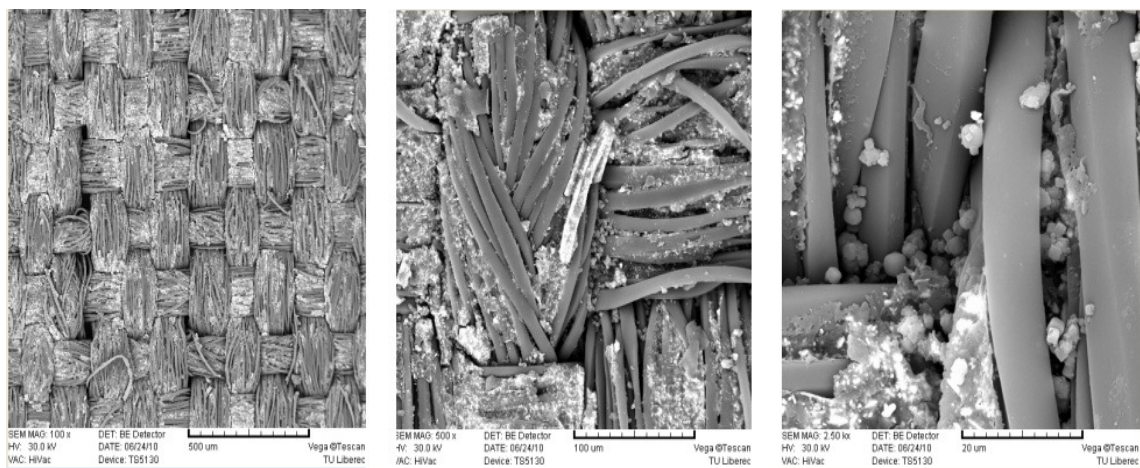 SEM MAG: 100 x DET: BE Detector
HV: 30.0 kV DATE: 06/24/10 500 um Vega ©Tescan
VAC: HiVac Device: TS5130 TU Liberec
SEM MAG: 500 x DET: BE Detector
HV: 30.0 kV DATE: 06/24/10 100 um Vega ©Tescan
VAC: HiVac Device: TS5130 TU Liberec
SEM MAG: 2.50 kx DET: BE Detector
HV: 30.0 kV DATE: 06/24/10 20 um Vega ©Tescan
VAC: HiVac Device: TS5130 TU Liberec